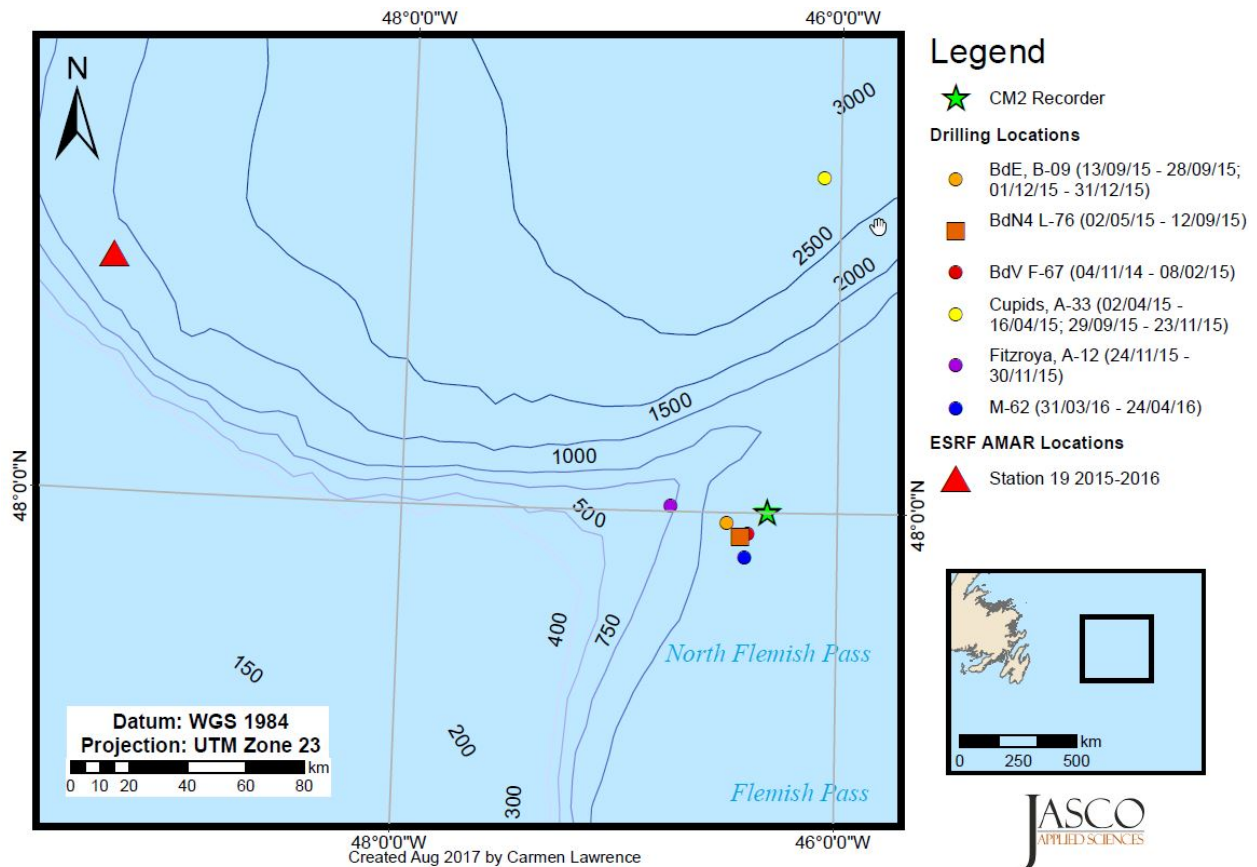 48°0'0"W 46°0'0"W
N
3000
2500
2000
1500
1000
500
400
750
150
200
300
48°0'0"N
48°0'0"N
North Flemish Pass
Flemish Pass
Datum: WGS 1984
Projection: UTM Zone 23
km
0 10 20 40 60 80
48°0'0"W 46°0'0"W
Created Aug 2017 by Carmen Lawrence
Legend
CM2 Recorder
Drilling Locations
BdE, B-09 (13/09/15 - 28/09/15;
01/12/15 - 31/12/15)
BdN4 L-76 (02/05/15 - 12/09/15)
BdV F-67 (04/11/14 - 08/02/15)
Cupids, A-33 (02/04/15 -
16/04/15; 29/09/15 - 23/11/15)
Fitzroya, A-12 (24/11/15 -
30/11/15)
M-62 (31/03/16 - 24/04/16)
ESRF AMAR Locations
Station 19 2015-2016
km
0 250 500
JASCO
APPLIED SCIENCES